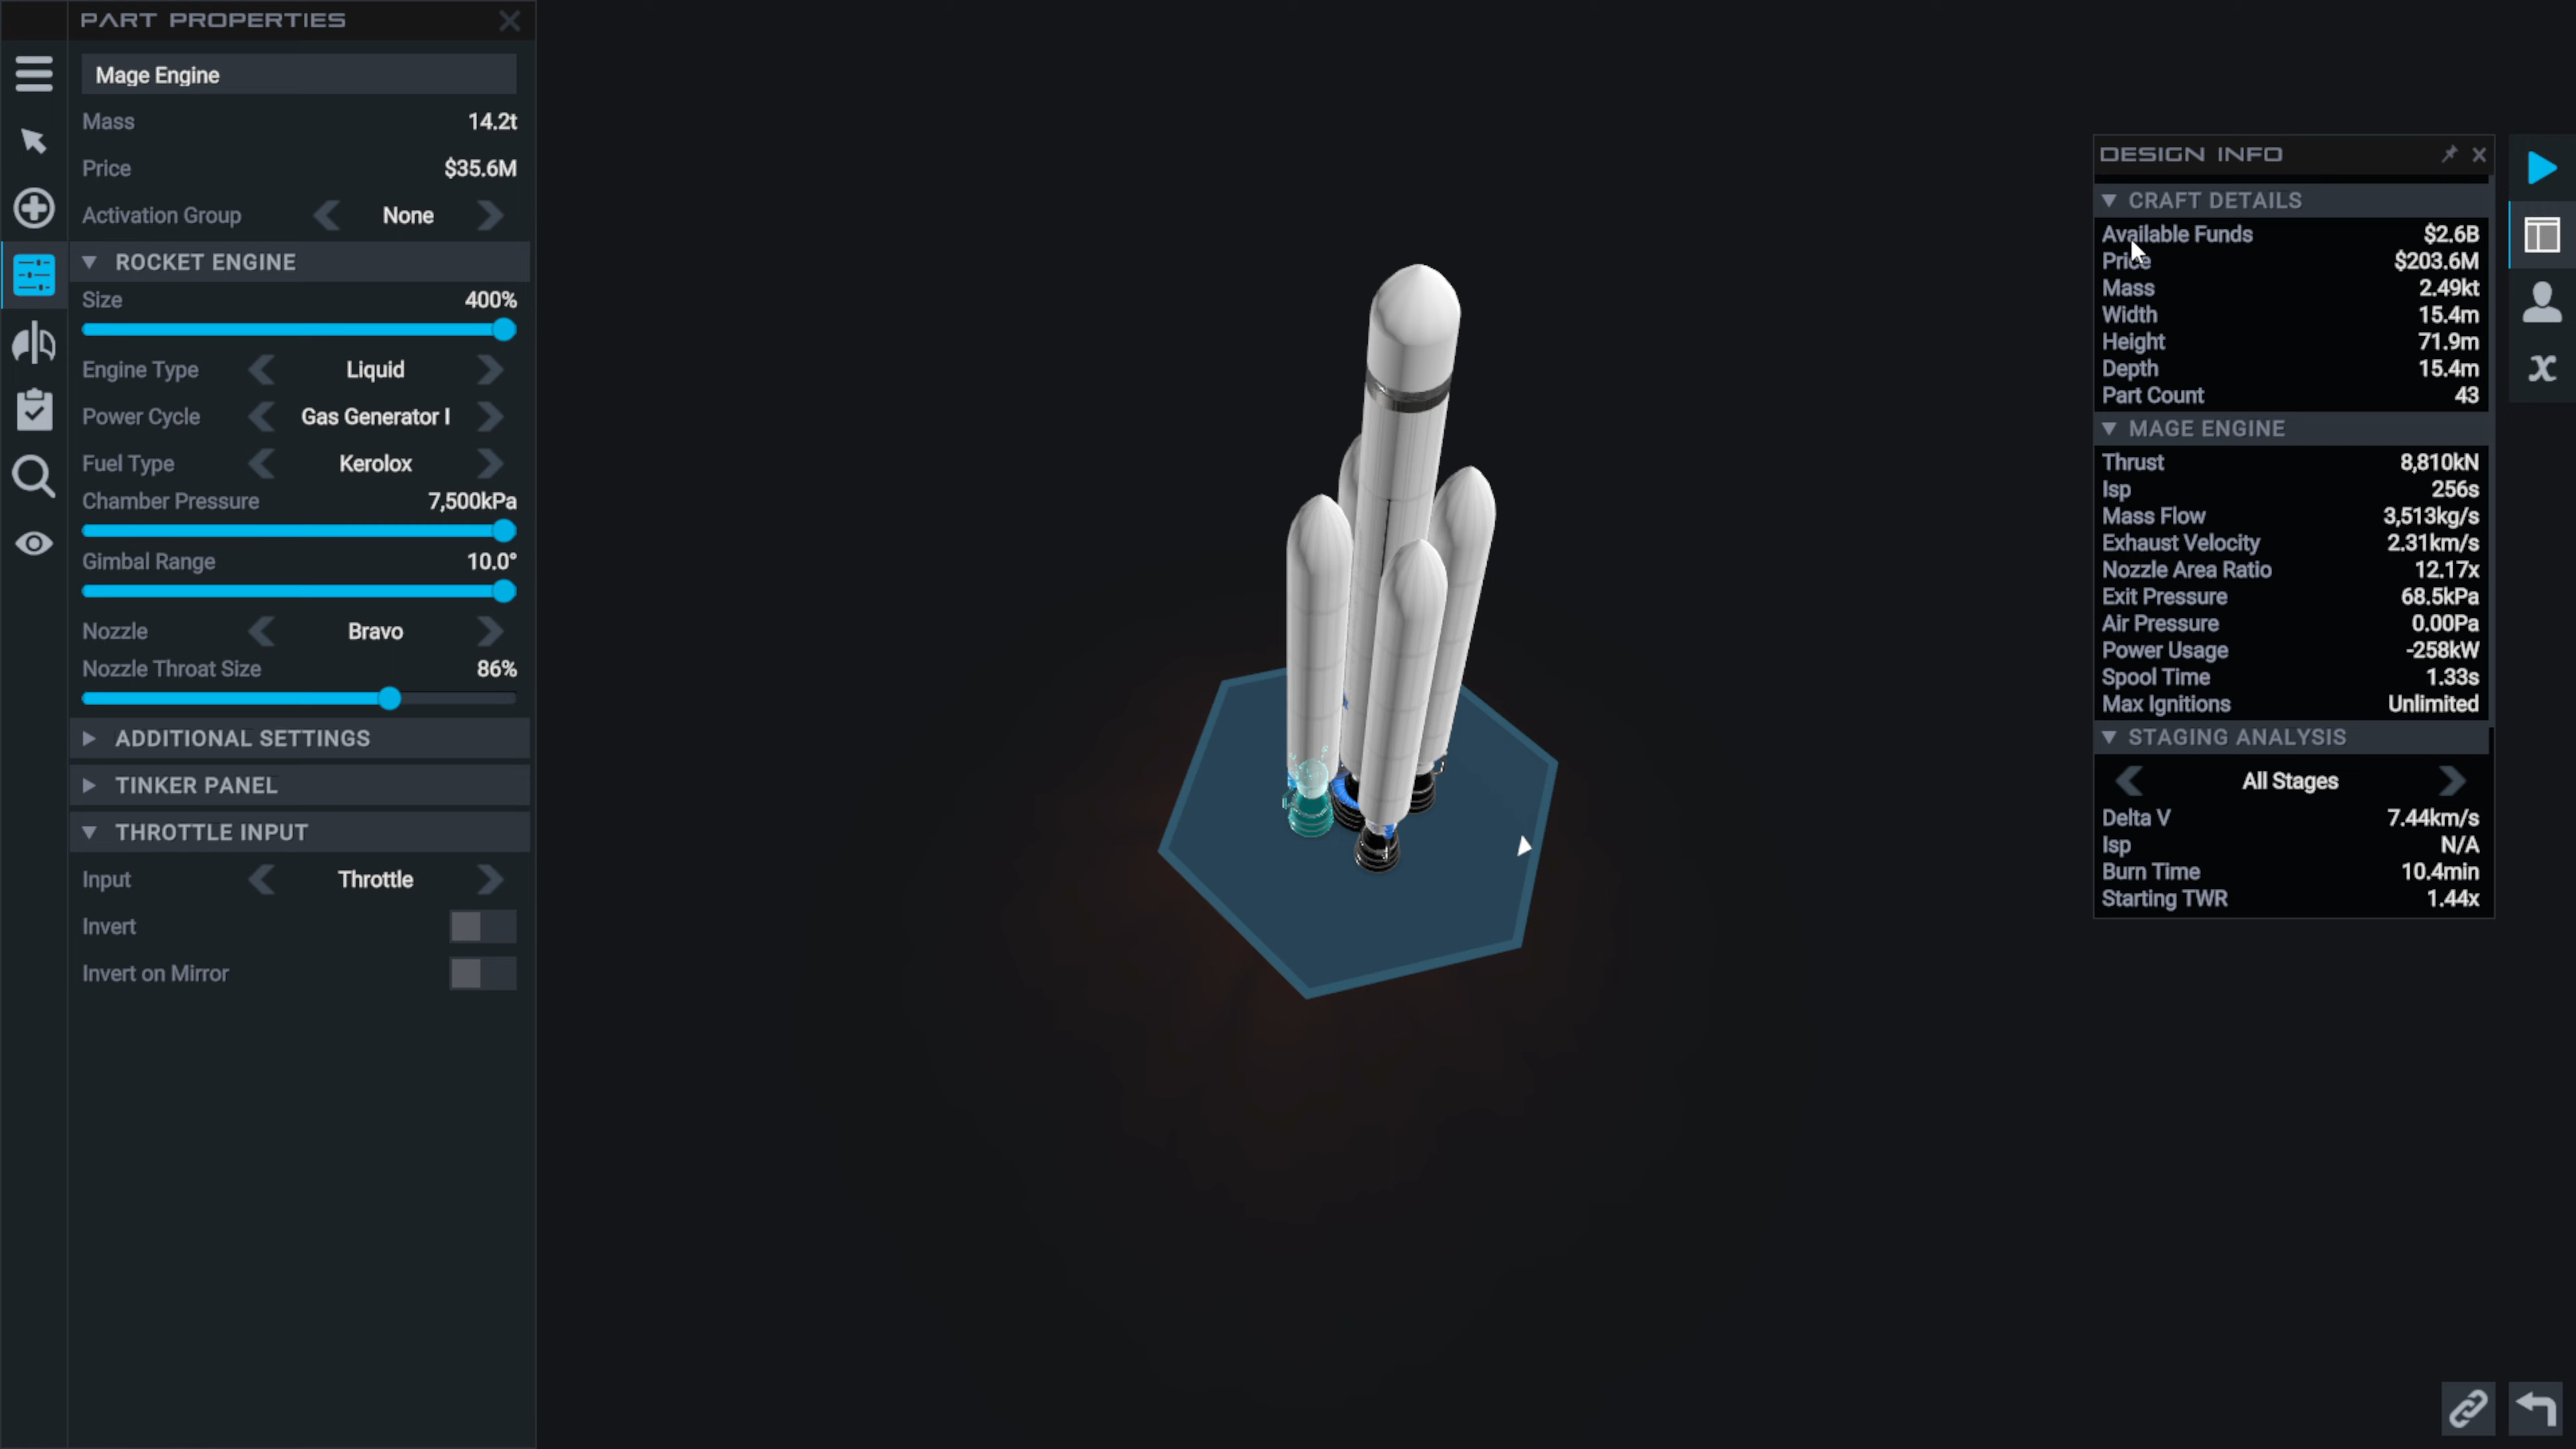 PART PROPERTIES
Mage Engine
Mass 14.2t
Price $35.6M
Activation Group None
ROCKET ENGINE
Size 400%
Engine Type Liquid
Power Cycle Gas Generator I
Fuel Type Kerolox
Chamber Pressure 7,500kPa
Gimbal Range 10.0°
Nozzle Bravo
Nozzle Throat Size 86%
ADDITIONAL SETTINGS
TINKER PANEL
THROTTLE INPUT
Input Throttle
Invert
Invert on Mirror
DESIGN INFO
CRAFT DETAILS
Available Funds $2.6B
Price $203.6M
Mass 2.49kt
Width 15.4m
Height 71.9m
Depth 15.4m
Part Count 43
MAGE ENGINE
Thrust 8,810kN
Isp 256s
Mass Flow 3,513kg/s
Exhaust Velocity 2.31km/s
Nozzle Area Ratio 12.17x
Exit Pressure 68.5kPa
Air Pressure 0.00Pa
Power Usage -258kW
Spool Time 1.33s
Max Ignitions Unlimited
STAGING ANALYSIS
All Stages
Delta V 7.44km/s
Isp N/A
Burn Time 10.4min
Starting TWR 1.44x